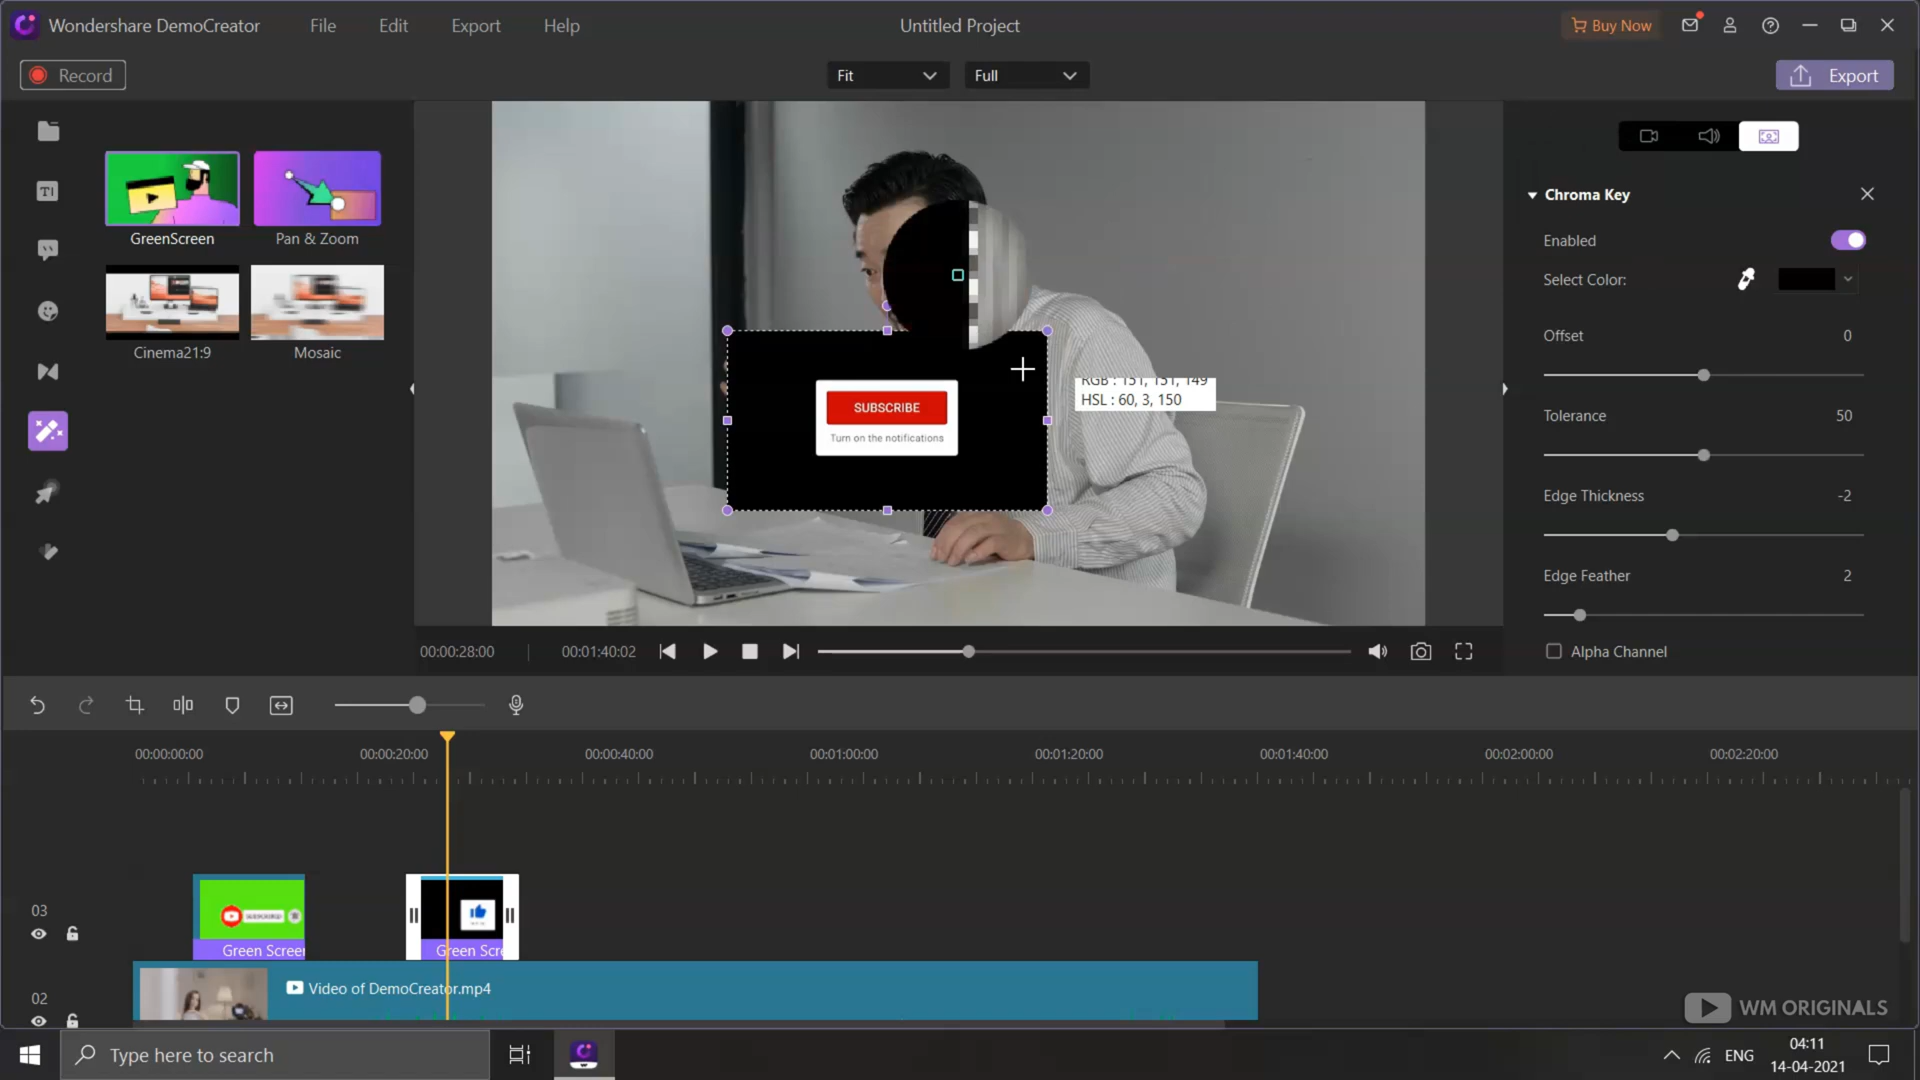 Wondershare DemoCreator
File
Edit
Export
Help
Untitled Project
Buy Now
Record
Fit
Full
Export
GreenScreen
Pan & Zoom
Cinema21:9
Mosaic
SUBSCRIBE
Turn on the notifications
RGB : 151, 151, 149
HSL : 60, 3, 150
Chroma Key
Enabled
Select Color:
Offset
0
Tolerance
50
Edge Thickness
-2
Edge Feather
2
Alpha Channel
00:00:28:00
00:01:40:02
00:00:00:00
00:00:20:00
00:00:40:00
00:01:00:00
00:01:20:00
00:01:40:00
00:02:00:00
00:02:20:00
03
Green Screen
Green Scre
02
Video of DemoCreator.mp4
WM ORIGINALS
Type here to search
ENG
04:11
14-04-2021